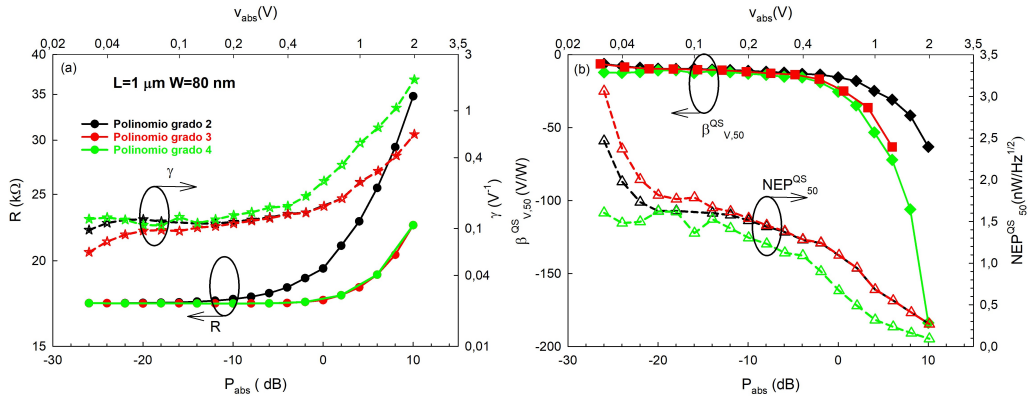 v_abs(V)
0,02 0,04 0,1 0,2 0,4 1 2 3,5
(a)
L=1 μm W=80 nm
Polinomio grado 2
Polinomio grado 3
Polinomio grado 4
γ
R
40
35
30
25
20
15
R (kΩ)
3
1
0,4
0,1
0,04
0,01
γ (V⁻¹)
-30 -20 -10 0 10
P_abs ( dB)
v_abs(V)
0,02 0,04 0,1 0,2 0,4 1 2 3,5
(b)
β^QS_V,50
NEP^QS_50
0
-50
-100
-150
-200
β^QS_V,50 (V/W)
3,5
3,0
2,5
2,0
1,5
1,0
0,5
0,0
NEP^QS_50(nW/Hz^1/2)
-30 -20 -10 0 10
P_abs (dB)